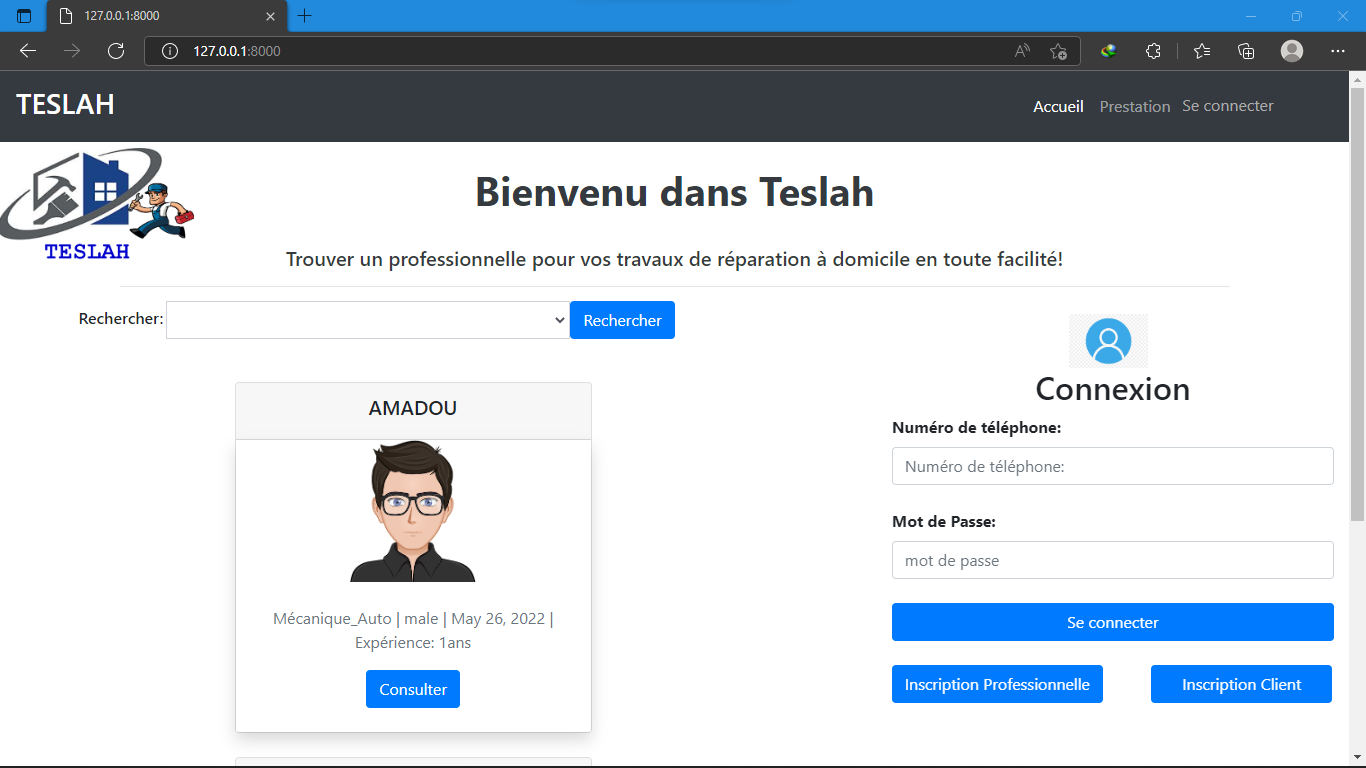 127.0.0.1:8000
127.0.0.1:8000
TESLAH
Accueil Prestation Se connecter
TESLAH
Bienvenu dans Teslah
Trouver un professionnelle pour vos travaux de réparation à domicile en toute facilité!
Rechercher:
Rechercher
AMADOU
Mécanique_Auto | male | May 26, 2022 |
Expérience: 1ans
Consulter
Connexion
Numéro de téléphone:
Numéro de téléphone:
Mot de Passe:
mot de passe
Se connecter
Inscription Professionnelle
Inscription Client